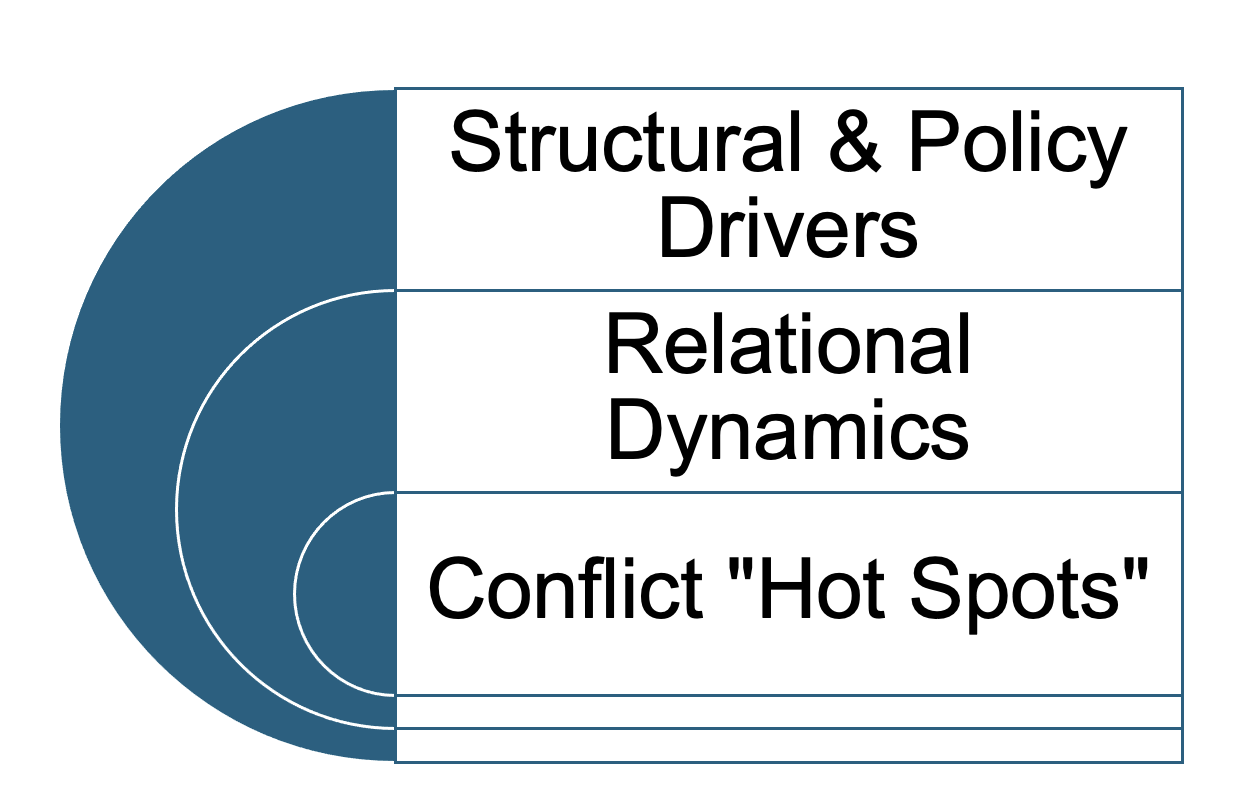 Structural & Policy
Drivers
Relational
Dynamics
Conflict "Hot Spots"